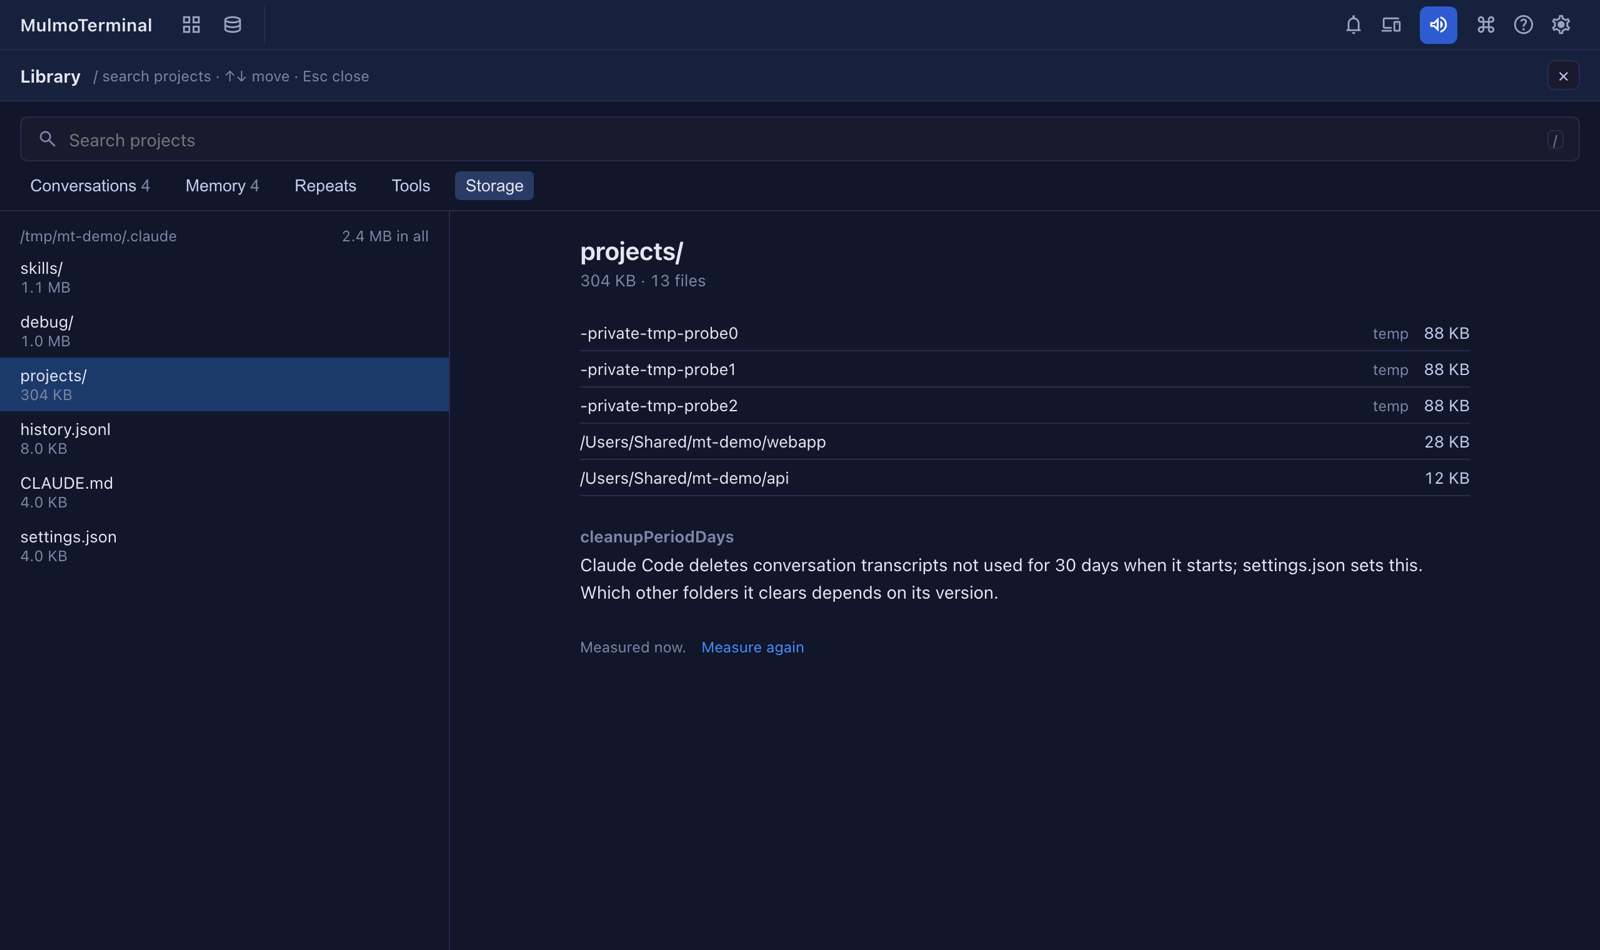 MulmoTerminal
Library / search projects · ↑↓ move · Esc close
Search projects /
Conversations 4 Memory 4 Repeats Tools Storage
/tmp/mt-demo/.claude 2.4 MB in all
skills/
1.1 MB
debug/
1.0 MB
projects/
304 KB
history.jsonl
8.0 KB
CLAUDE.md
4.0 KB
settings.json
4.0 KB
projects/
304 KB · 13 files
-private-tmp-probe0 temp 88 KB
-private-tmp-probe1 temp 88 KB
-private-tmp-probe2 temp 88 KB
/Users/Shared/mt-demo/webapp 28 KB
/Users/Shared/mt-demo/api 12 KB
cleanupPeriodDays
Claude Code deletes conversation transcripts not used for 30 days when it starts; settings.json sets this.
Which other folders it clears depends on its version.
Measured now. Measure again